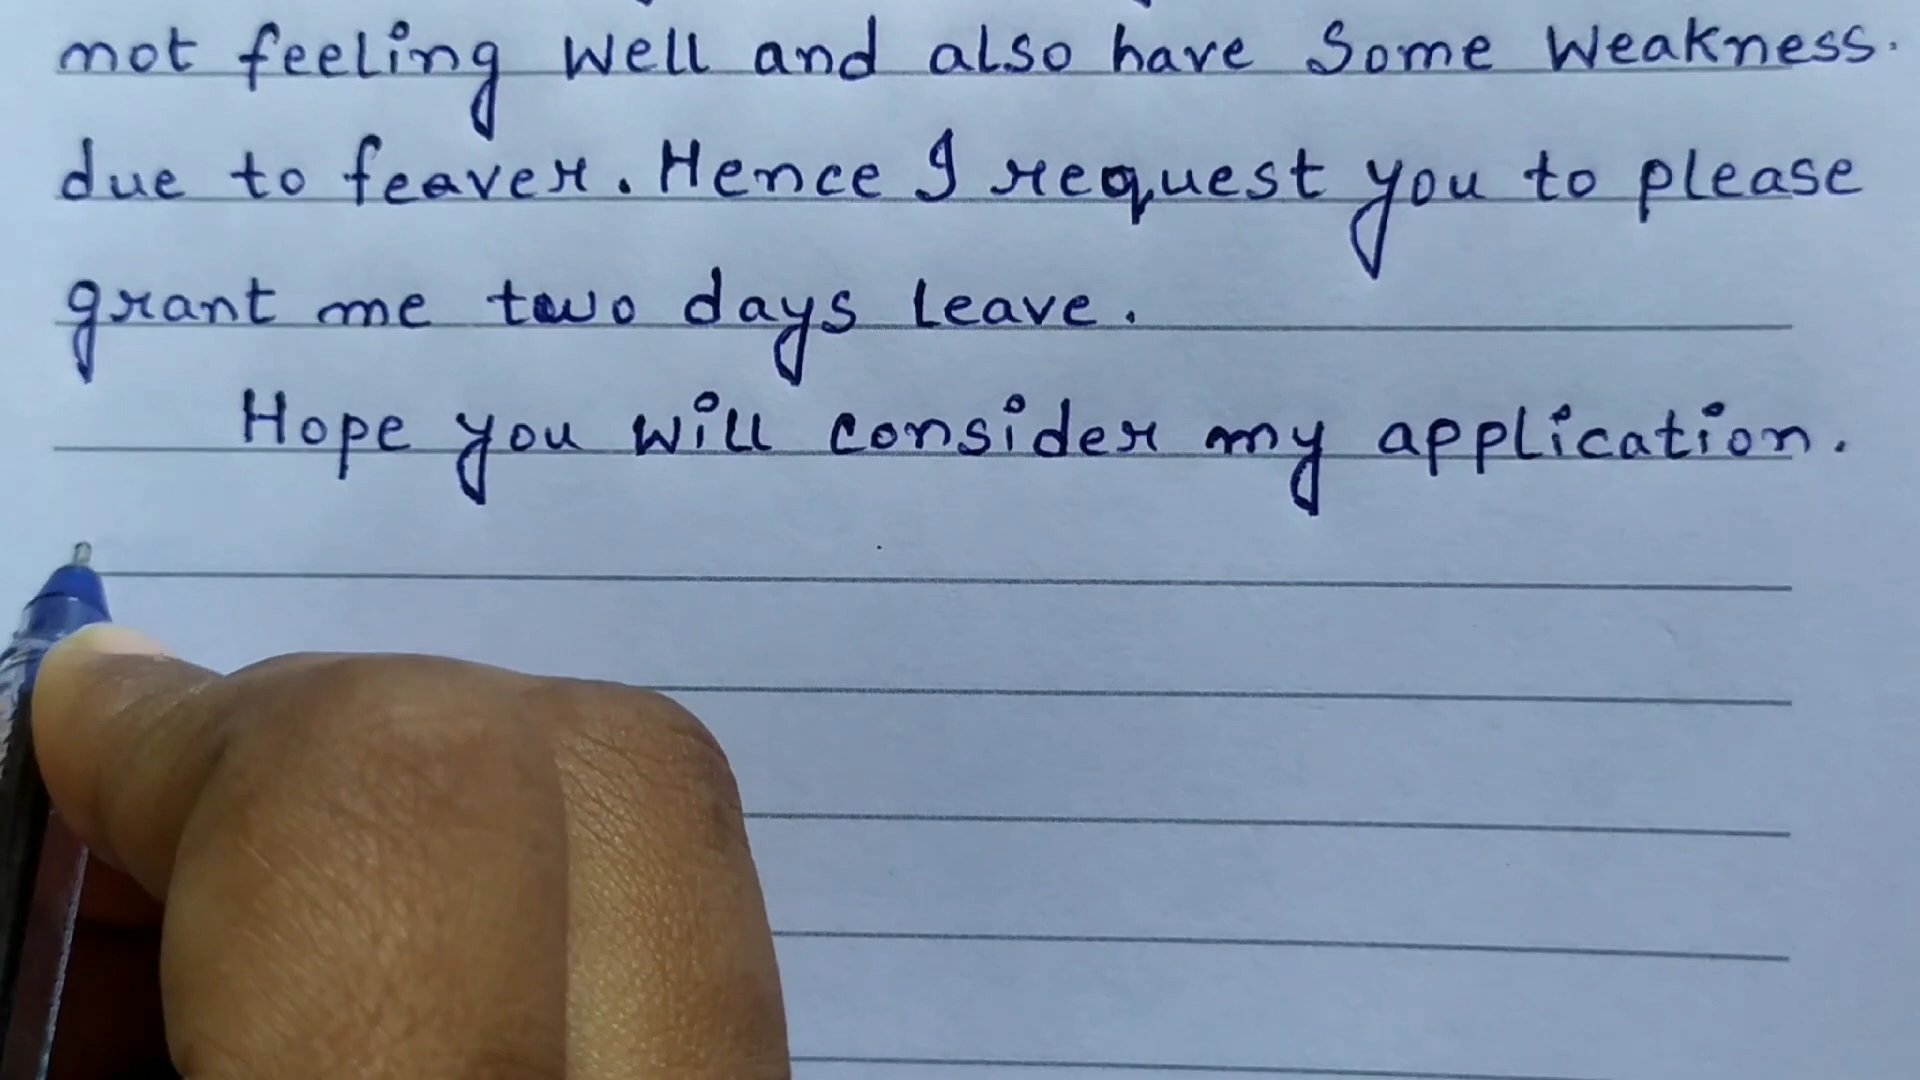 not feeling well and also have Some Weakness.
due to feaver. Hence I request you to please
grant me two days leave.
Hope you will consider my application.